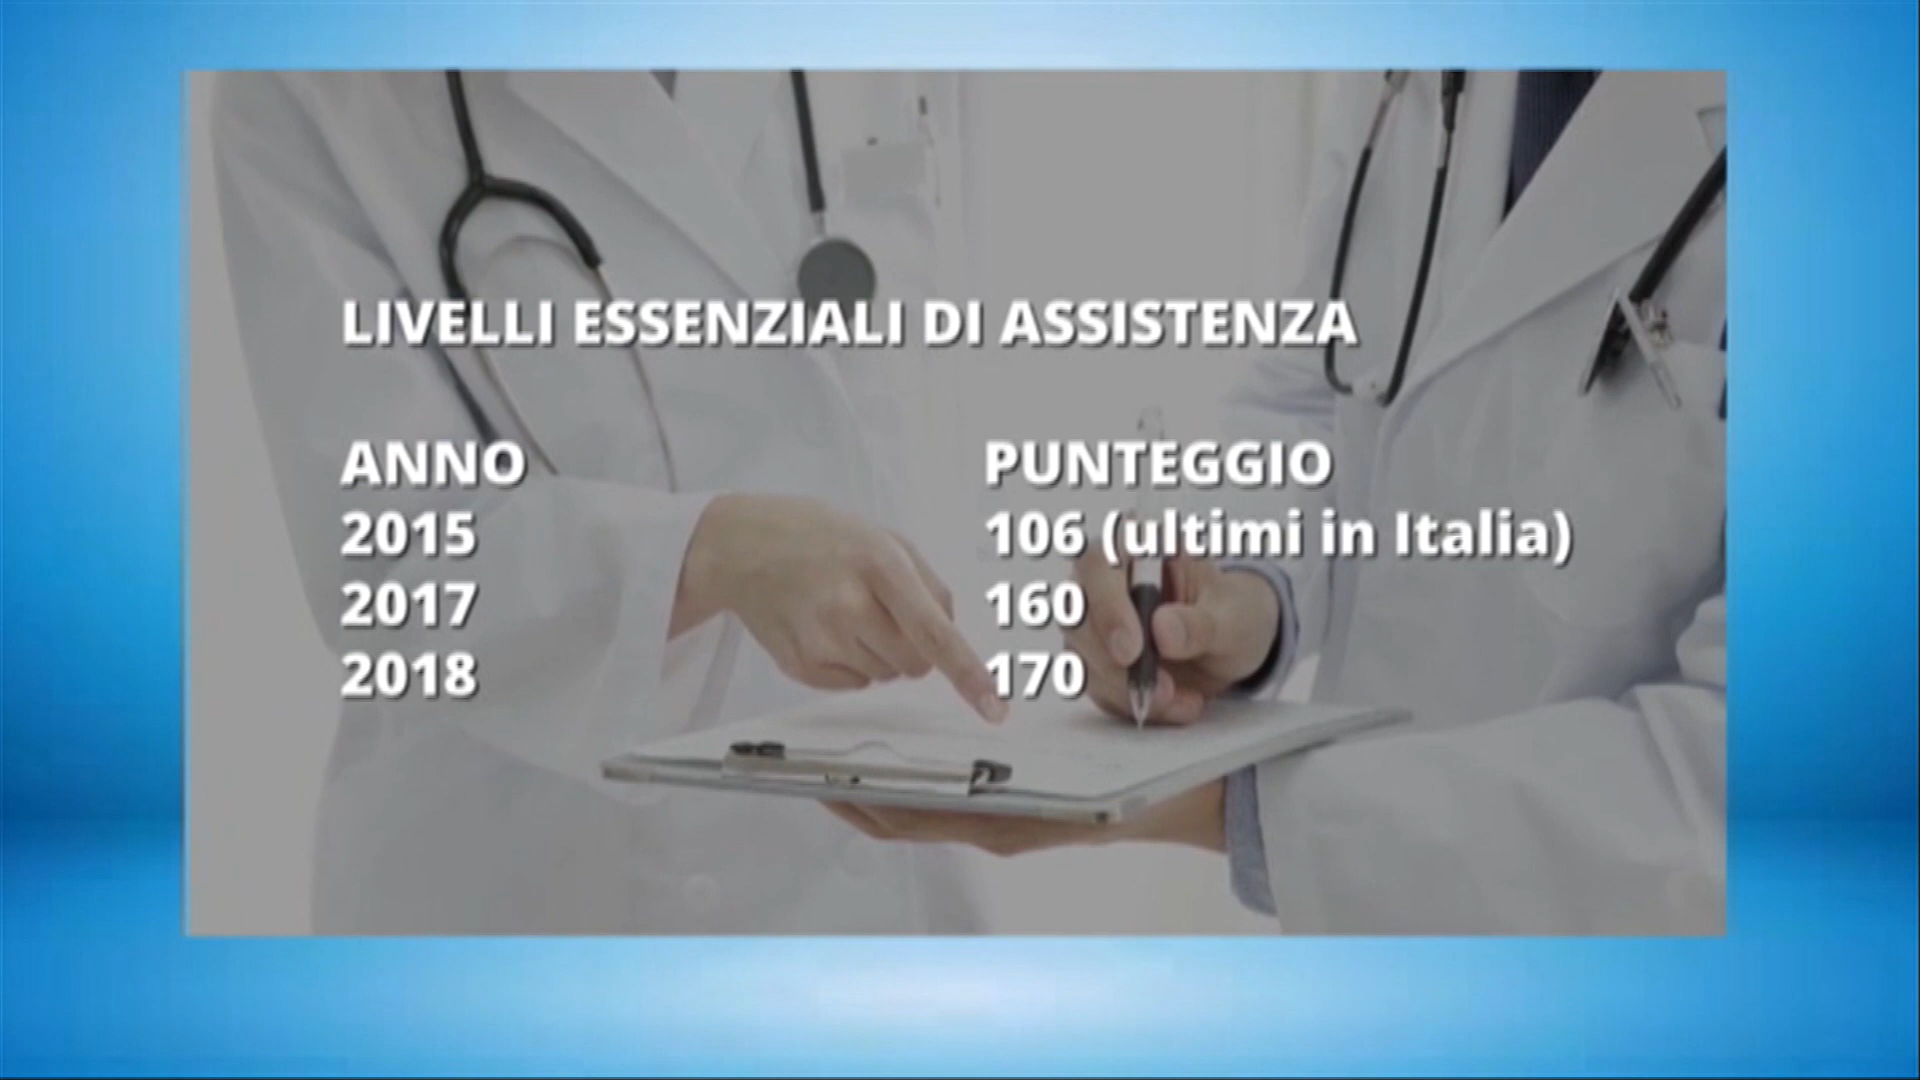 LIVELLI ESSENZIALI DI ASSISTENZA
ANNO PUNTEGGIO
2015 106 (ultimi in Italia)
2017 160
2018 170